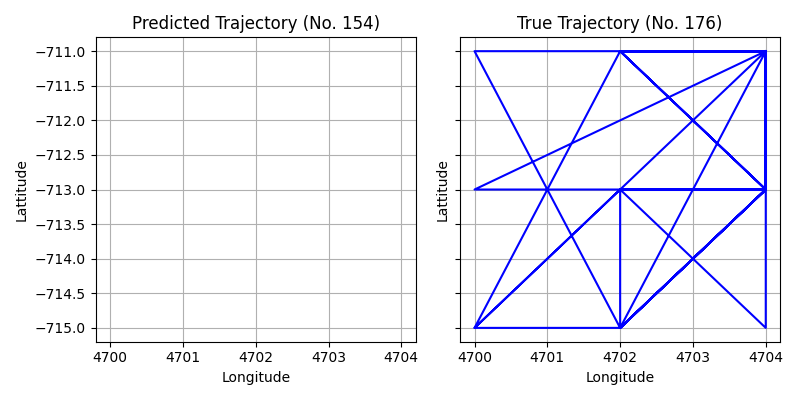 Predicted Trajectory (No. 154)
True Trajectory (No. 176)
Lattitude
−711.0
−711.5
−712.0
−712.5
−713.0
−713.5
−714.0
−714.5
−715.0
4700 4701 4702 4703 4704
Longitude
Lattitude
4700 4701 4702 4703 4704
Longitude